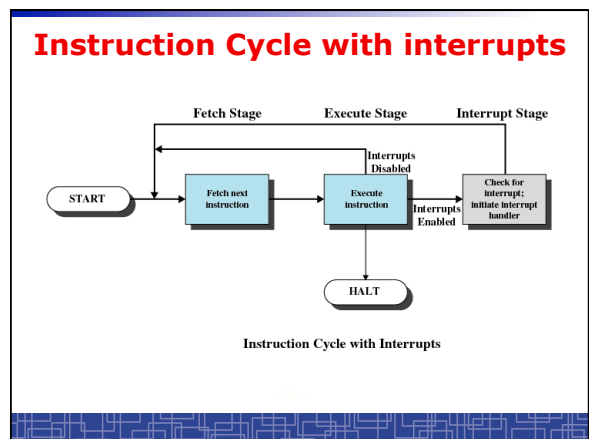 Instruction Cycle with interrupts
Fetch Stage
Execute Stage
Interrupt Stage
Interrupts
Disabled
START
Fetch next
instruction
Execute
instruction
Interrupts
Enabled
Check for
interrupt;
initiate interrupt
handler
HALT
Instruction Cycle with Interrupts